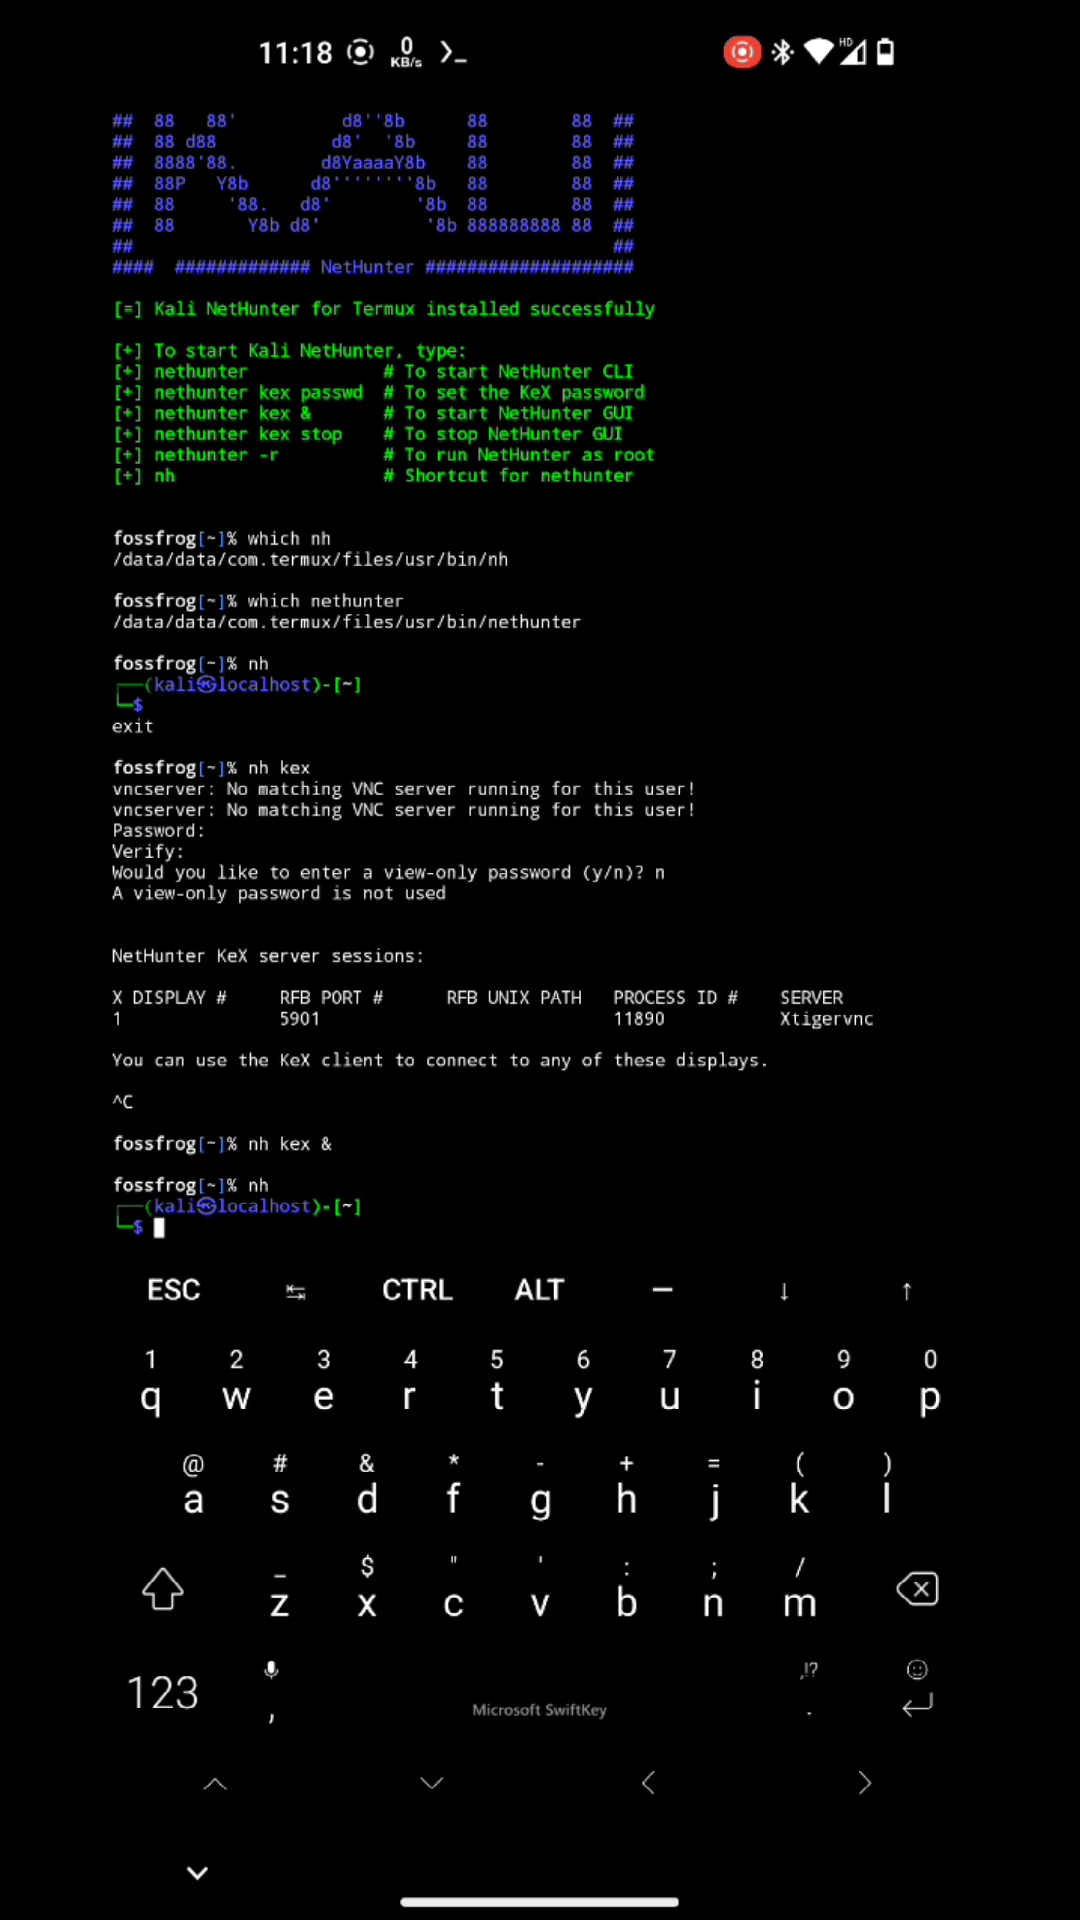 11:18 0 KB/s >_ HD
## 88 88' d8''8b 88 88 ##
## 88 d88 d8' '8b 88 88 ##
## 8888'88. d8YaaaaY8b 88 88 ##
## 88P Y8b d8''''''''8b 88 88 ##
## 88 '88. d8' '8b 88 88 ##
## 88 Y8b d8' '8b 888888888 88 ##
## ##
#### ############# NetHunter ####################
[=] Kali NetHunter for Termux installed successfully
[+] To start Kali NetHunter, type:
[+] nethunter # To start NetHunter CLI
[+] nethunter kex passwd # To set the KeX password
[+] nethunter kex & # To start NetHunter GUI
[+] nethunter kex stop # To stop NetHunter GUI
[+] nethunter -r # To run NetHunter as root
[+] nh # Shortcut for nethunter
fossfrog[~]% which nh
/data/data/com.termux/files/usr/bin/nh
fossfrog[~]% which nethunter
/data/data/com.termux/files/usr/bin/nethunter
fossfrog[~]% nh
┌──(kali㉿localhost)-[~]
└─$
exit
fossfrog[~]% nh kex
vncserver: No matching VNC server running for this user!
vncserver: No matching VNC server running for this user!
Password:
Verify:
Would you like to enter a view-only password (y/n)? n
A view-only password is not used
NetHunter KeX server sessions:
X DISPLAY # RFB PORT # RFB UNIX PATH PROCESS ID # SERVER
1 5901 11890 Xtigervnc
You can use the KeX client to connect to any of these displays.
^C
fossfrog[~]% nh kex &
fossfrog[~]% nh
┌──(kali㉿localhost)-[~]
└─$
ESC ↹ CTRL ALT — ↓ ↑
1 2 3 4 5 6 7 8 9 0
q w e r t y u i o p
@ # & * - + = ( )
a s d f g h j k l
_ $ " ' : ; /
z x c v b n m
123 , Microsoft SwiftKey ,!? .